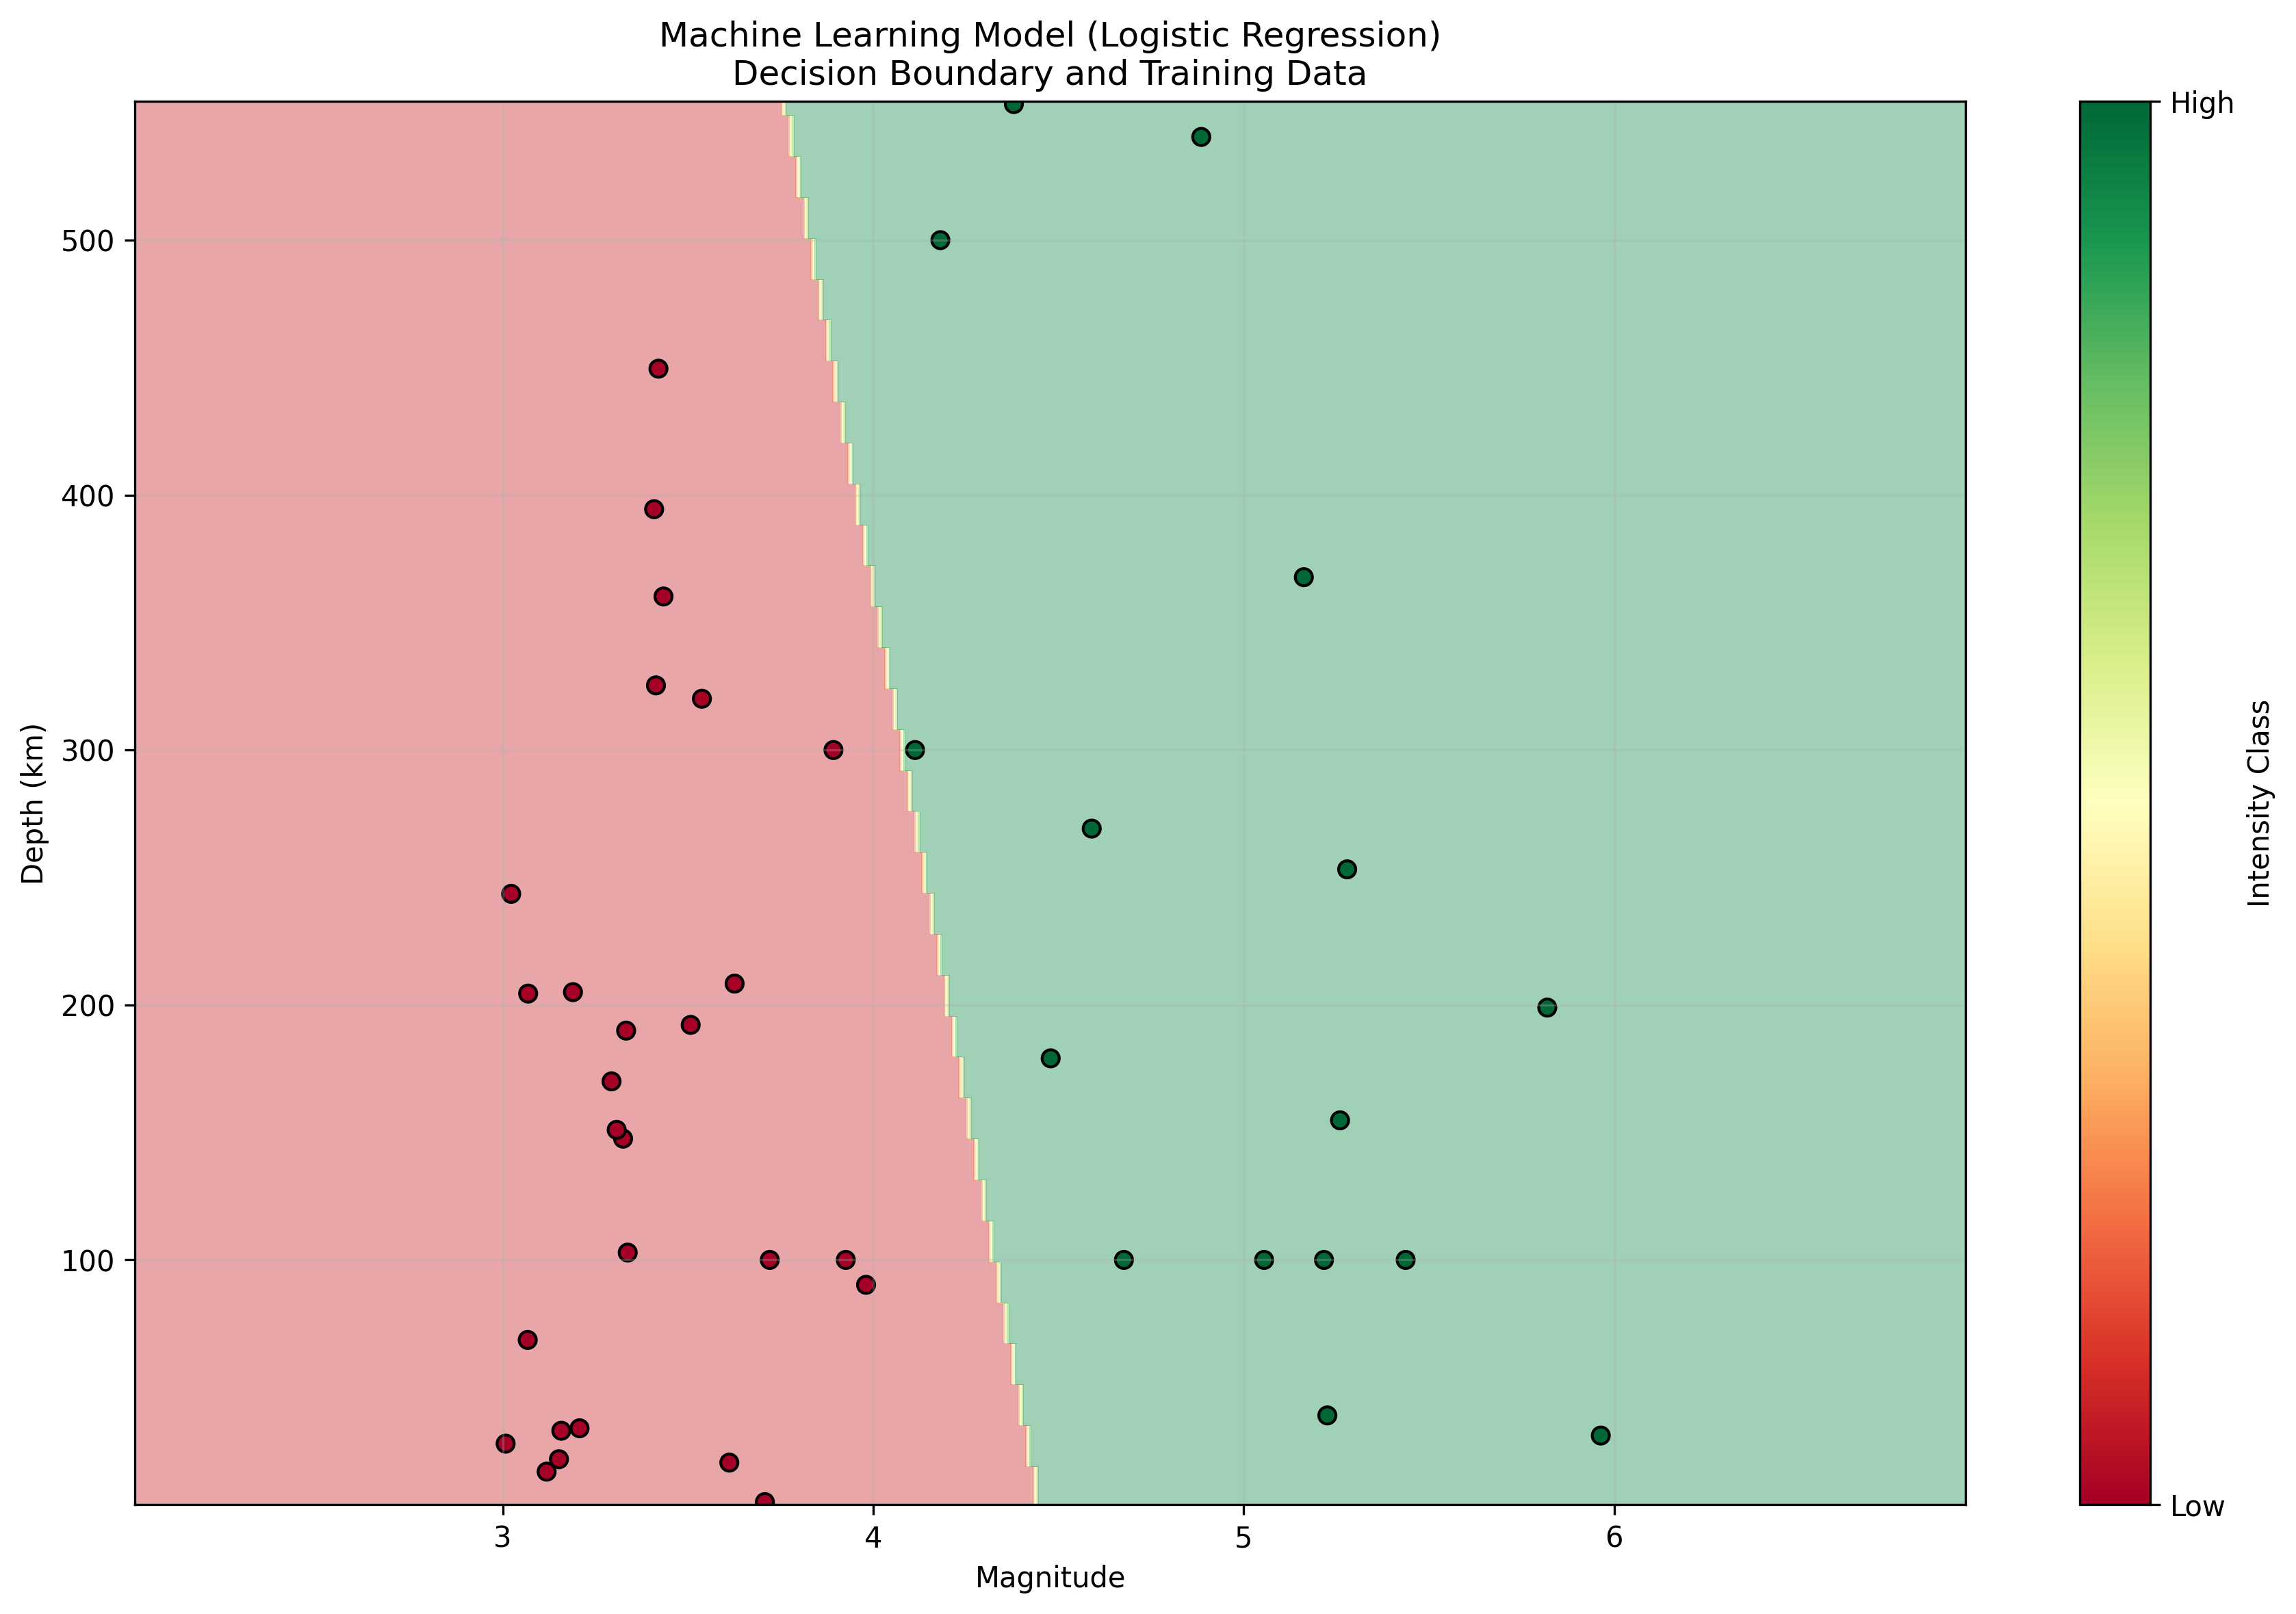 Machine Learning Model (Logistic Regression)
Decision Boundary and Training Data
High
500
400
300
200
100
Depth (km)
Intensity Class
Low
3
4
5
6
Magnitude